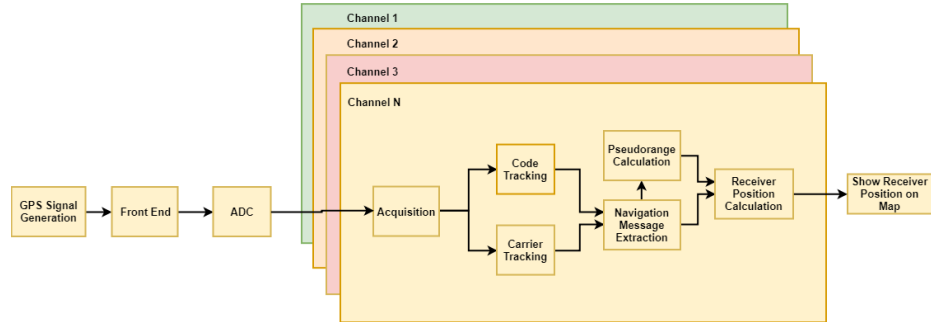 Channel 1
Channel 2
Channel 3
Channel N
GPS Signal
Generation
Front End
ADC
Acquisition
Code
Tracking
Carrier
Tracking
Pseudorange
Calculation
Navigation
Message
Extraction
Receiver
Position
Calculation
Show Receiver
Position on
Map